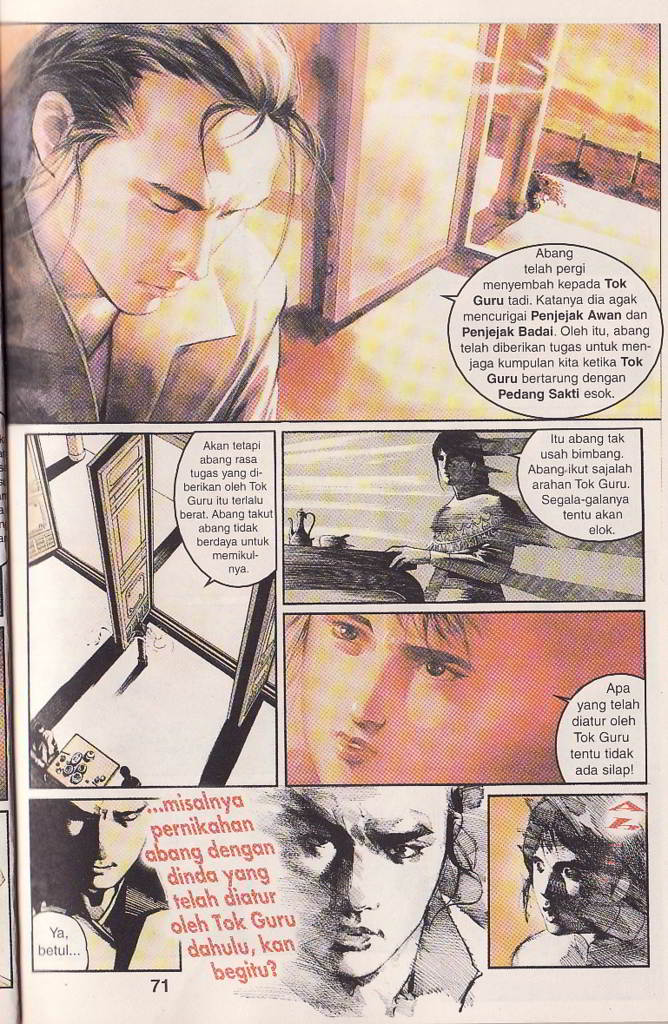 Abang
telah pergi
menyembah kepada Tok
Guru tadi. Katanya dia agak
mencurigai Penjejak Awan dan
Penjejak Badai. Oleh itu, abang
telah diberikan tugas untuk men-
jaga kumpulan kita ketika Tok
Guru bertarung dengan
Pedang Sakti esok.
Akan tetapi
abang rasa
tugas yang di-
berikan oleh Tok
Guru itu terlalu
berat. Abang takut
abang tidak
berdaya untuk
memikul-
nya.
Itu abang tak
usah bimbang.
Abang ikut sajalah
arahan Tok Guru.
Segala-galanya
tentu akan
elok.
Apa
yang telah
diatur oleh
Tok Guru
tentu tidak
ada silap!
...misalnya
pernikahan
abang dengan
dinda yang
telah diatur
oleh Tok Guru
dahulu, kan
begitu?
Ya,
betul...
71